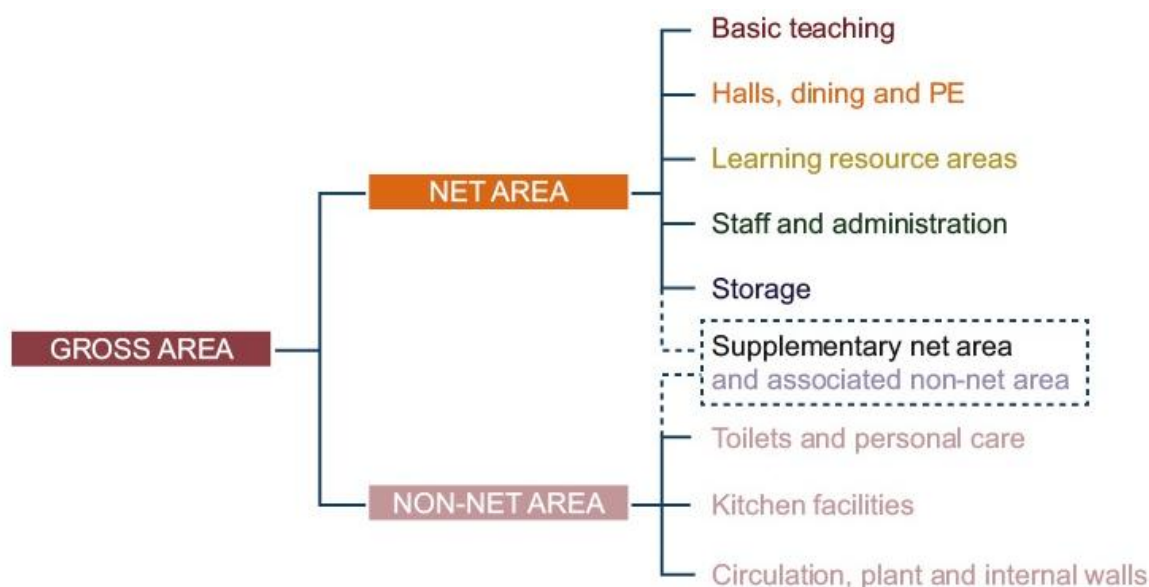 Basic teaching
Halls, dining and PE
Learning resource areas
NET AREA
Staff and administration
Storage
GROSS AREA
Supplementary net area
and associated non-net area
Toilets and personal care
NON-NET AREA
Kitchen facilities
Circulation, plant and internal walls